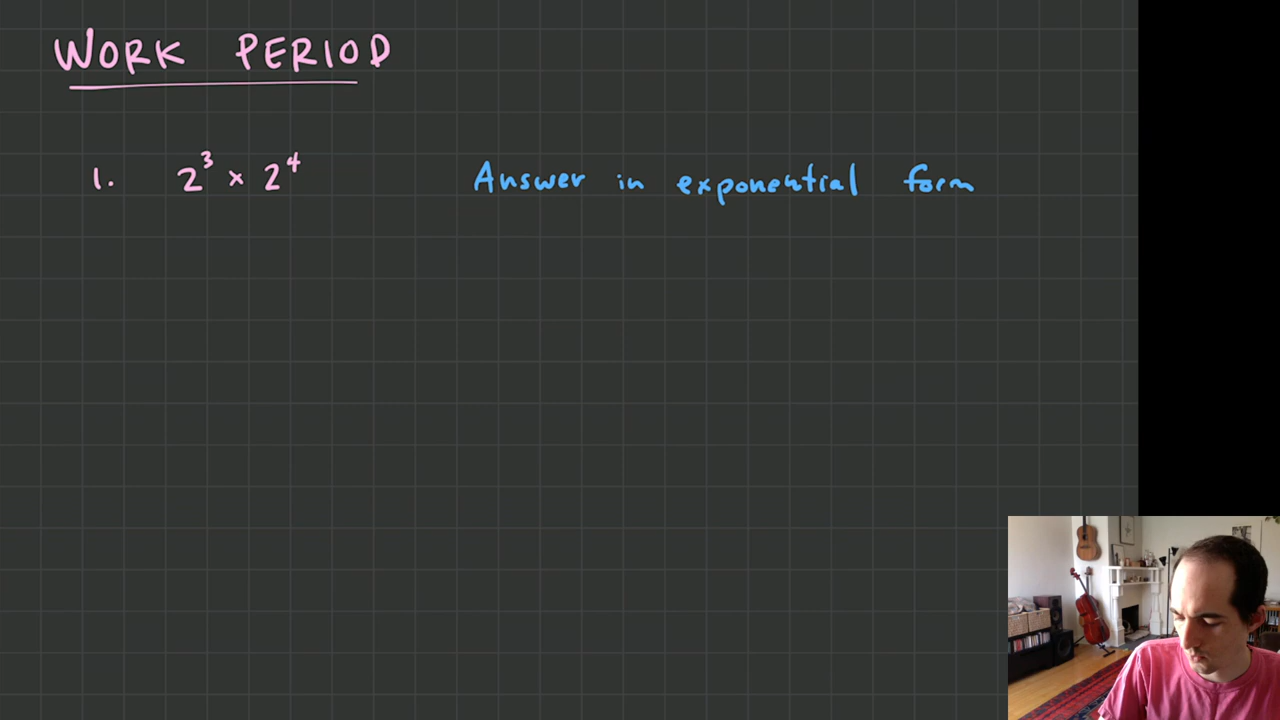 WORK PERIOD
1. 2³ × 2⁴ Answer in exponential form